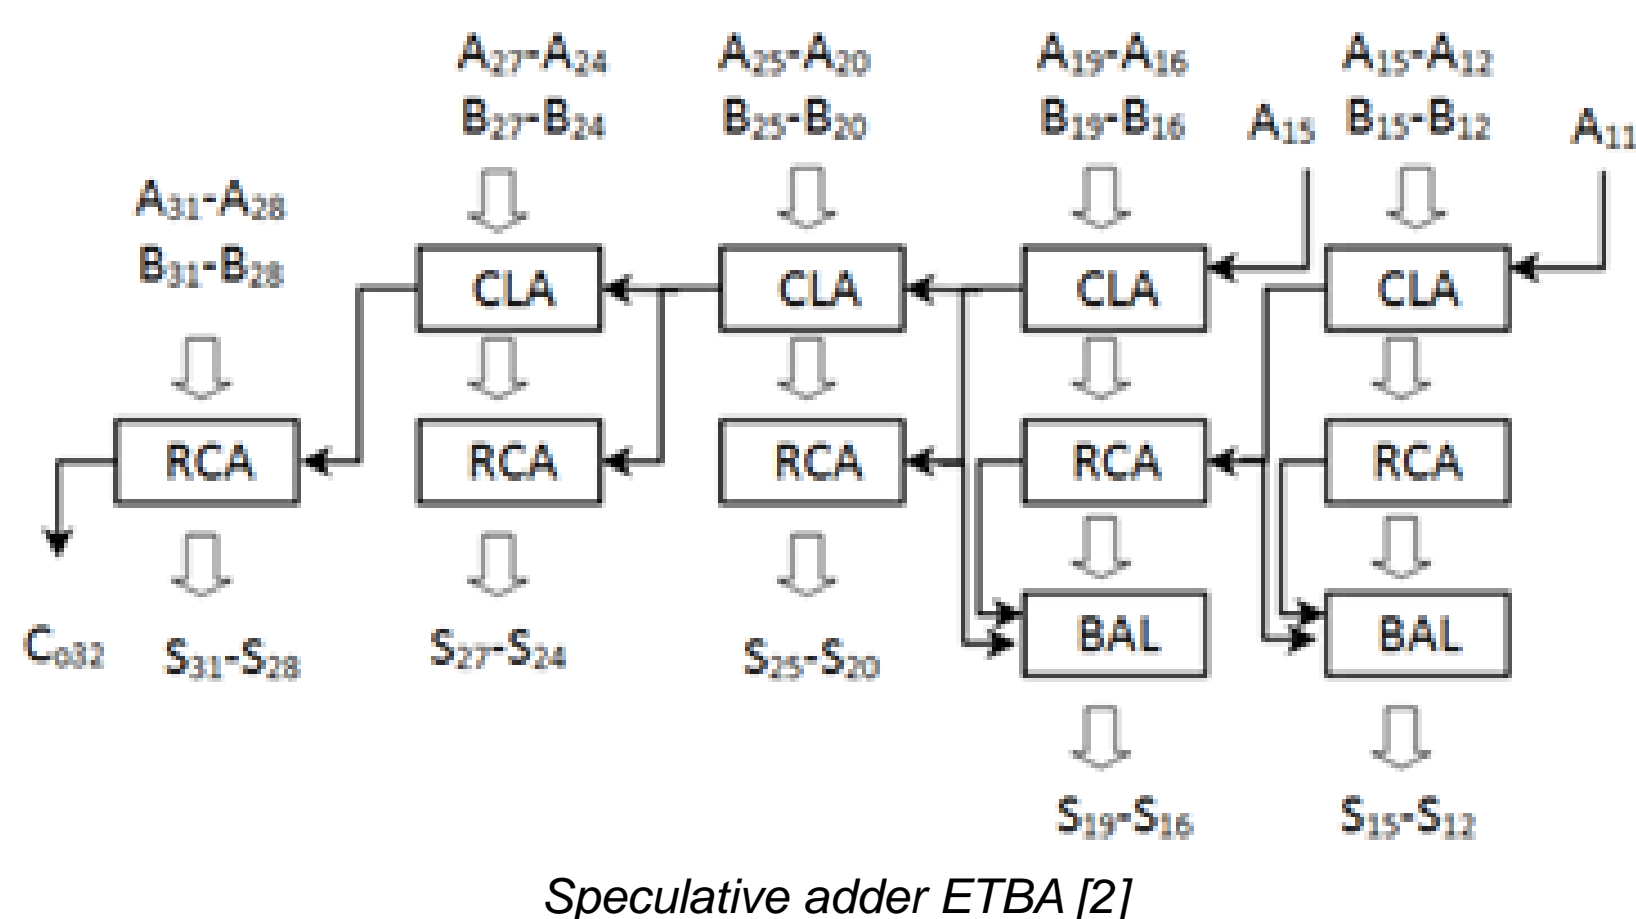 A₂₇-A₂₄ A₂₅-A₂₀ A₁₉-A₁₆ A₁₅-A₁₂
B₂₇-B₂₄ B₂₅-B₂₀ B₁₉-B₁₆ A₁₅ B₁₅-B₁₂ A₁₁
A₃₁-A₂₈
B₃₁-B₂₈
CLA CLA CLA CLA
RCA RCA RCA RCA RCA
BAL BAL
Cₒ₃₂ S₃₁-S₂₈ S₂₇-S₂₄ S₂₅-S₂₀
S₁₉-S₁₆ S₁₅-S₁₂
Speculative adder ETBA [2]